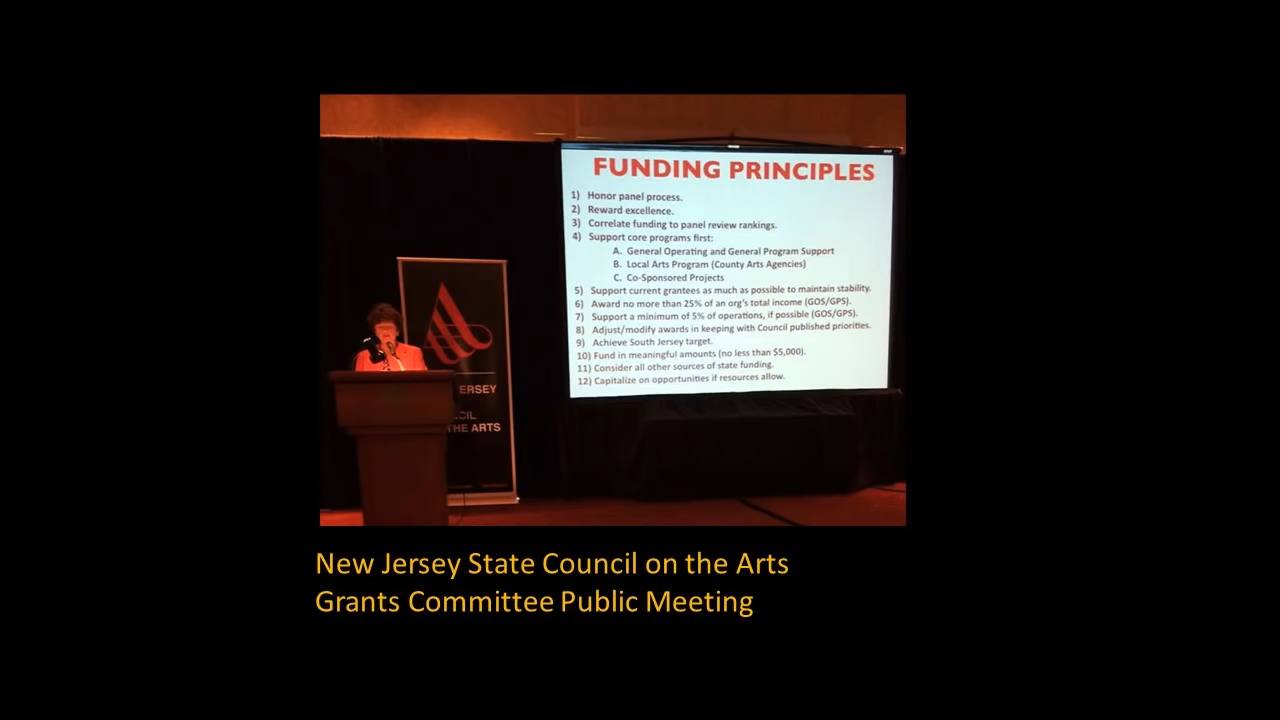 FUNDING PRINCIPLES
1) Honor panel process.
2) Reward excellence.
3) Correlate funding to panel review rankings.
4) Support core programs first:
A. General Operating and General Program Support
B. Local Arts Program (County Arts Agencies)
C. Co-Sponsored Projects
5) Support current grantees as much as possible to maintain stability.
6) Award no more than 25% of an org's total income (GOS/GPS).
7) Support a minimum of 5% of operations, if possible (GOS/GPS).
8) Adjust/modify awards in keeping with Council published priorities.
9) Achieve South Jersey target.
10) Fund in meaningful amounts (no less than $5,000).
11) Consider all other sources of state funding.
12) Capitalize on opportunities if resources allow.
ERSEY
CIL
THE ARTS
New Jersey State Council on the Arts
Grants Committee Public Meeting